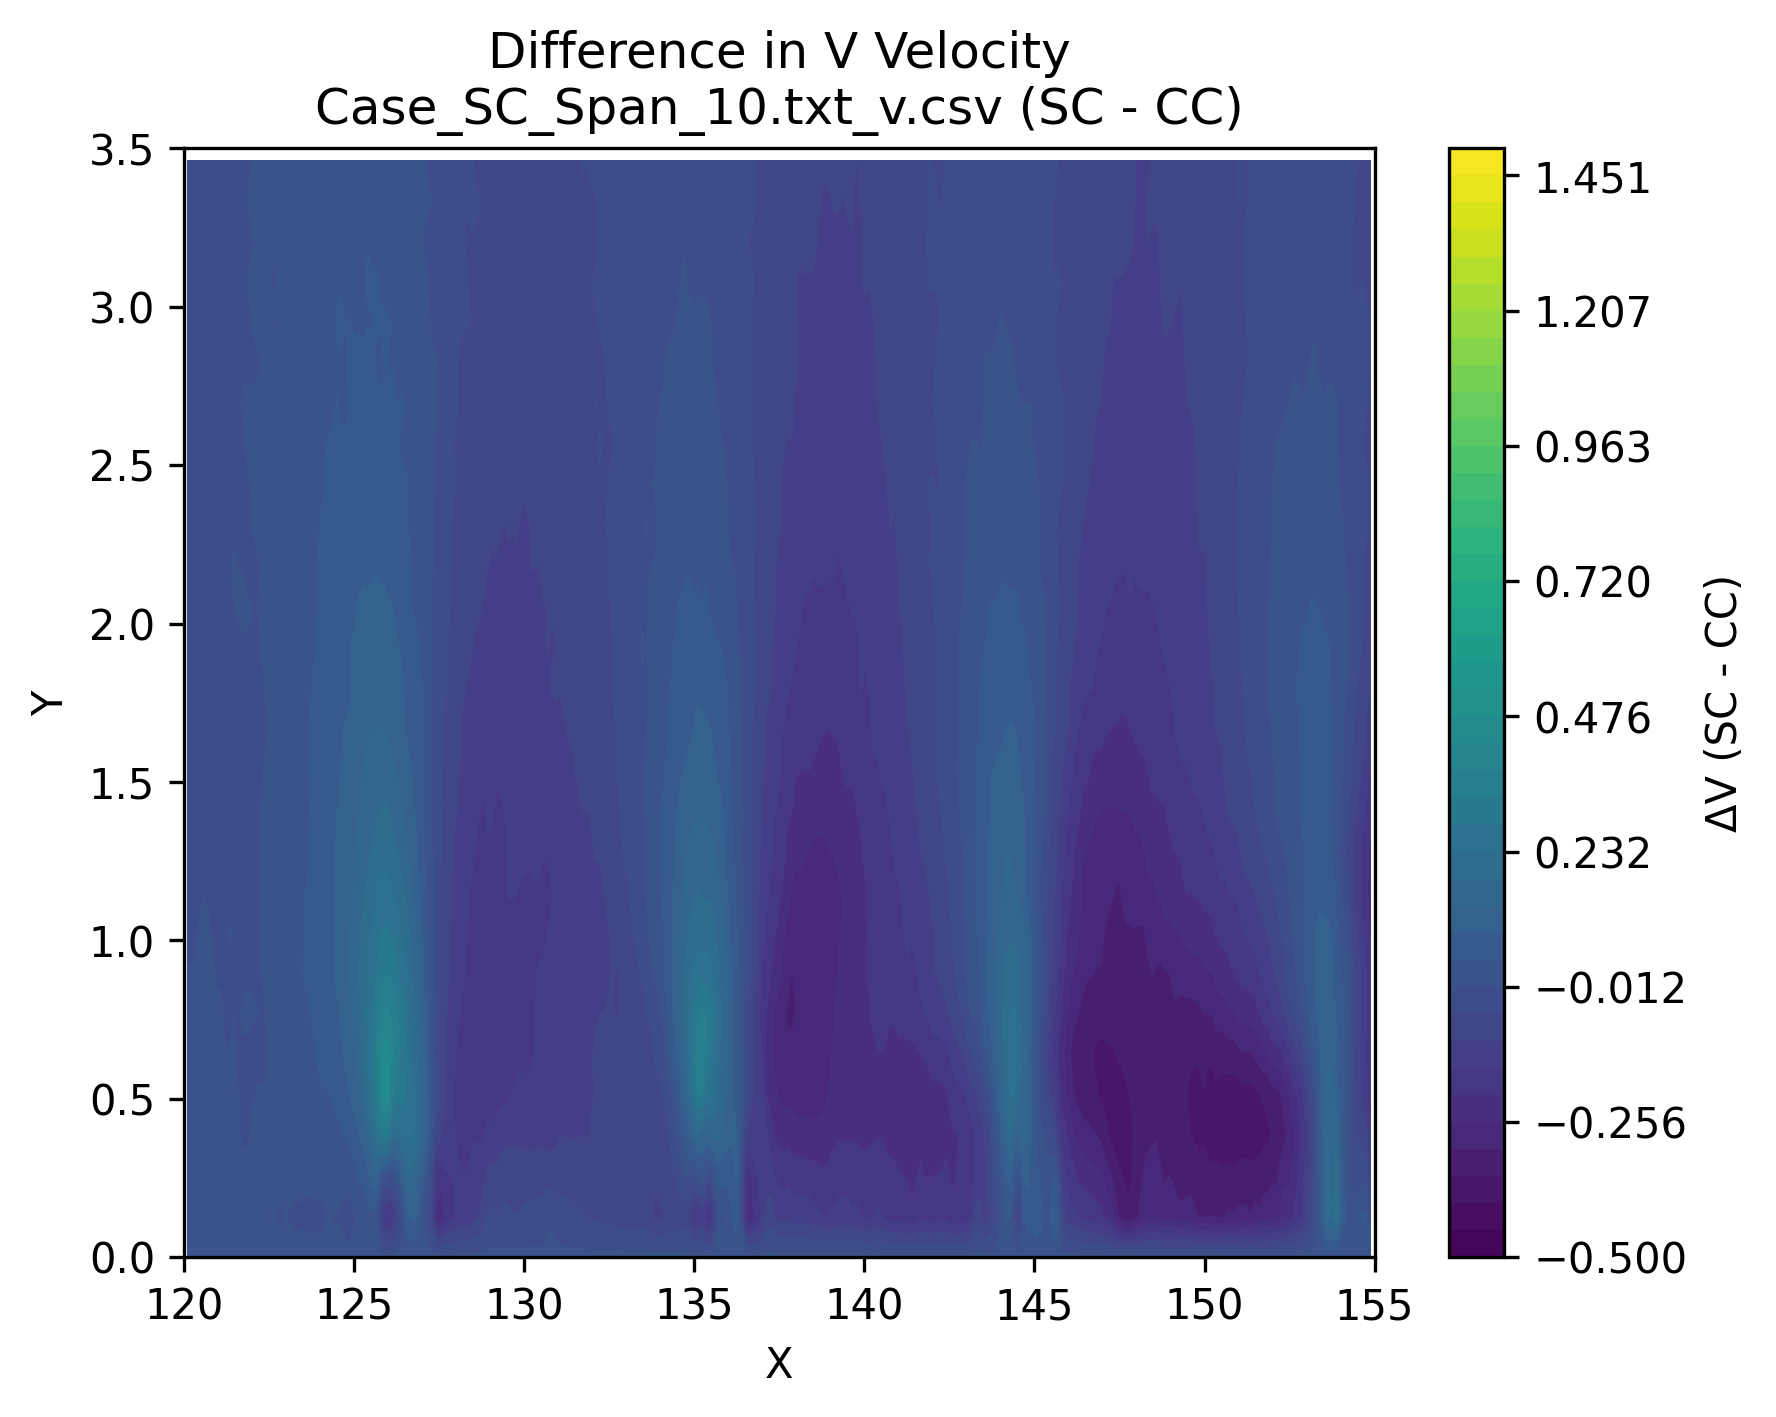 Difference in V Velocity
Case_SC_Span_10.txt_v.csv (SC - CC)
3.5
3.0
2.5
2.0
1.5
1.0
0.5
0.0
Y
120 125 130 135 140 145 150 155
X
1.451
1.207
0.963
0.720
0.476
0.232
−0.012
−0.256
−0.500
ΔV (SC - CC)